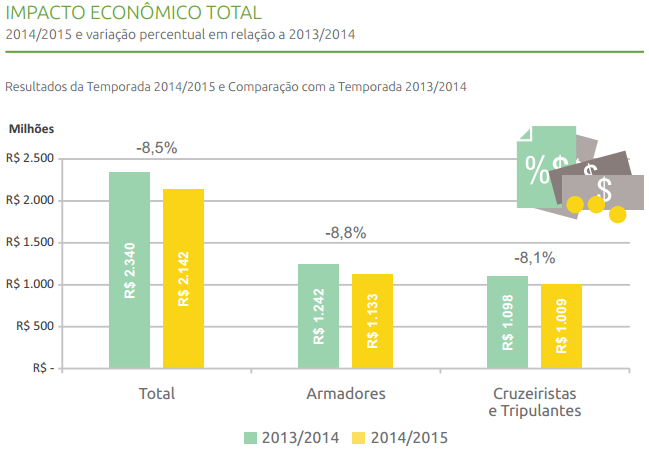 IMPACTO ECONÔMICO TOTAL
2014/2015 e variação percentual em relação a 2013/2014
Resultados da Temporada 2014/2015 e Comparação com a Temporada 2013/2014
Milhões
R$ 2.500
R$ 2.000
R$ 1.500
R$ 1.000
R$ 500
R$ -
-8,5%
-8,8%
-8,1%
R$ 2.340
R$ 2.142
R$ 1.242
R$ 1.133
R$ 1.098
R$ 1.009
%$
$
$
Total
Armadores
Cruzeiristas
e Tripulantes
2013/2014
2014/2015